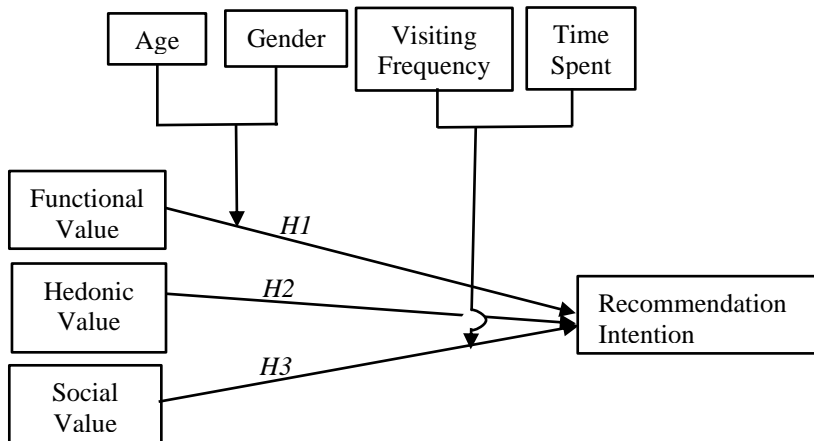 Age
Gender
Visiting
Frequency
Time
Spent
Functional
Value
H1
Hedonic
Value
H2
Recommendation
Intention
H3
Social
Value